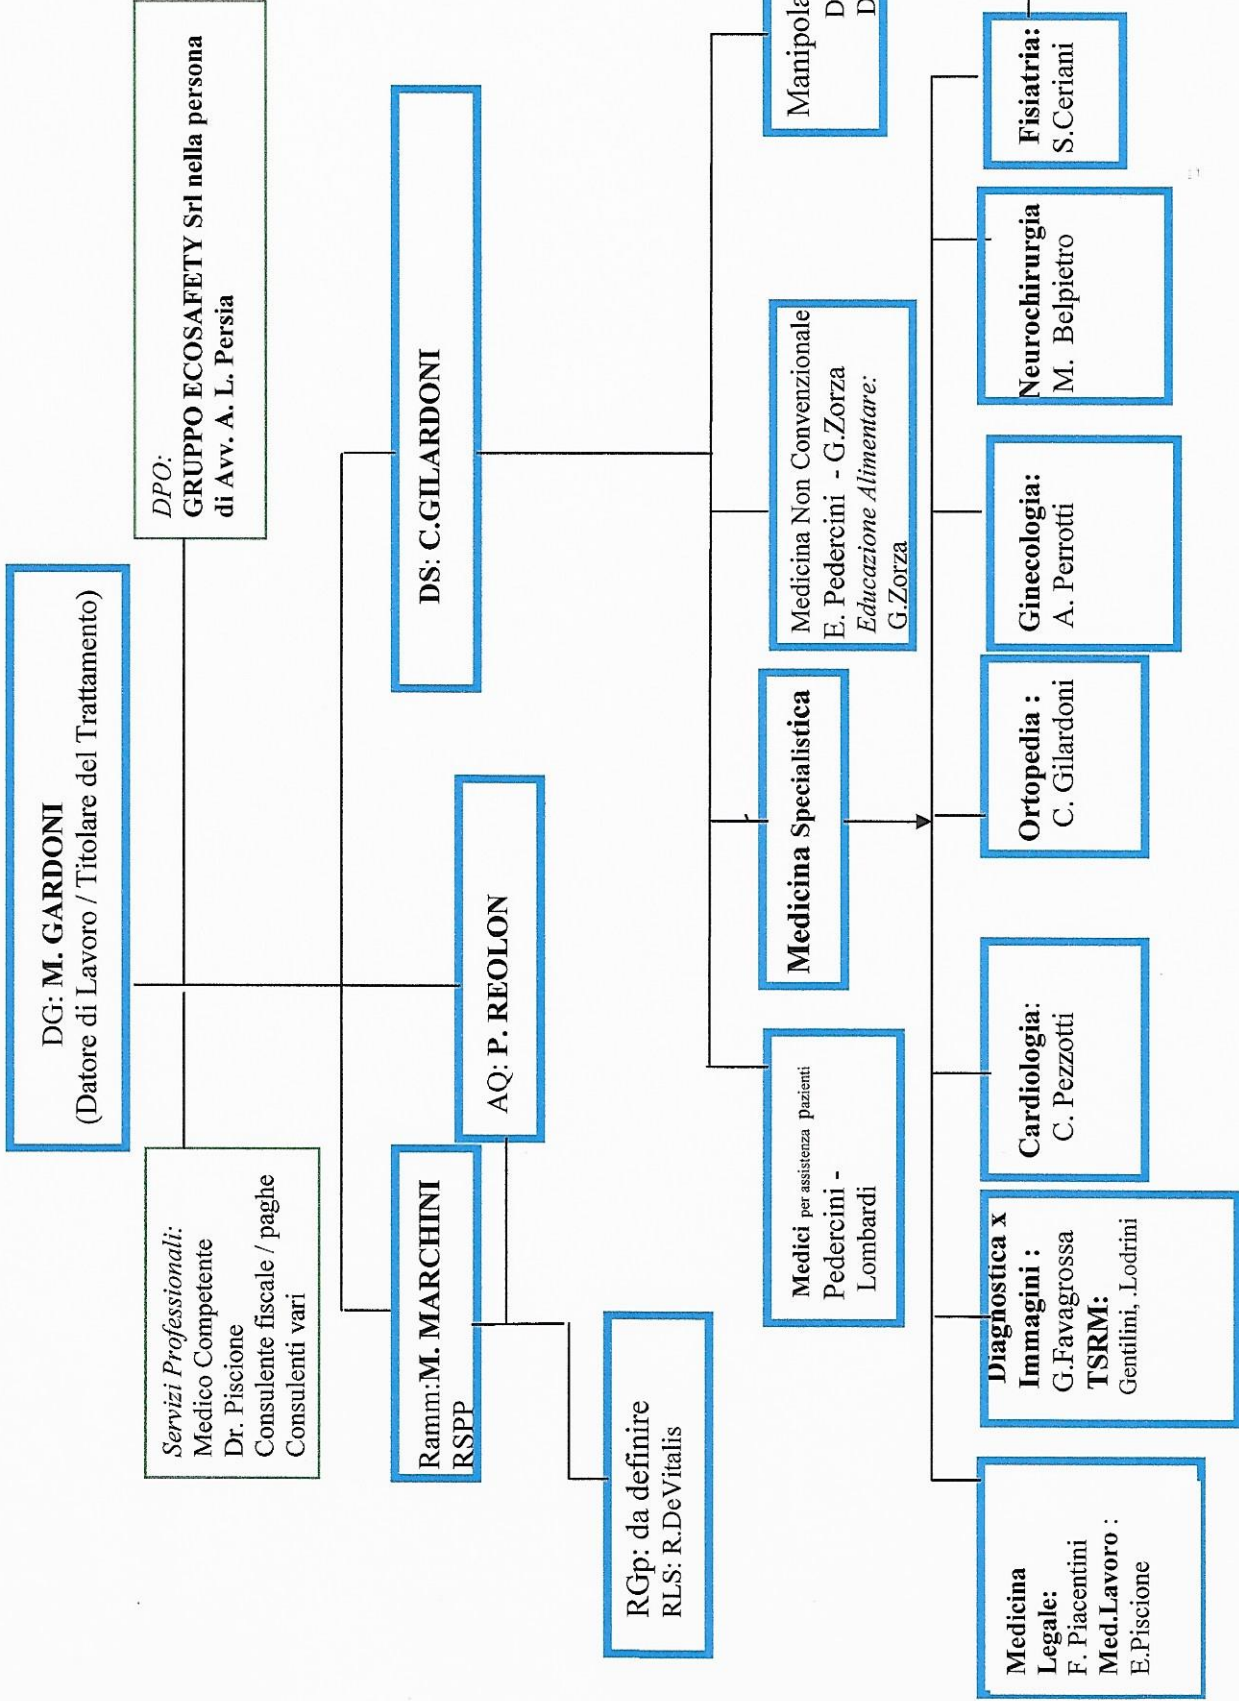 DG: M. GARDONI
(Datore di Lavoro / Titolare del Trattamento)
Servizi Professionali:
Medico Competente
Dr. Piscione
Consulente fiscale / paghe
Consulenti vari
DPO:
GRUPPO ECOSAFETY Srl nella persona
di Avv. A. L. Persia
Ramm:M. MARCHINI
RSPP
AQ: P. REOLON
DS: C.GILARDONI
RGp: da definire
RLS: R.DeVitalis
Medici per assistenza pazienti
Pedercini -
Lombardi
Medicina Specialistica
Medicina Non Convenzionale
E. Pedercini - G.Zorza
Educazione Alimentare:
G.Zorza
Medicina
Legale:
F. Piacentini
Med.Lavoro :
E.Piscione
Diagnostica x
Immagini :
G.Favagrossa
TSRM:
Gentilini, .Lodrini
Cardiologia:
C. Pezzotti
Ortopedia :
C. Gilardoni
Ginecologia:
A. Perrotti
Neurochirurgia
M. Belpietro
Fisiatria:
S.Ceriani